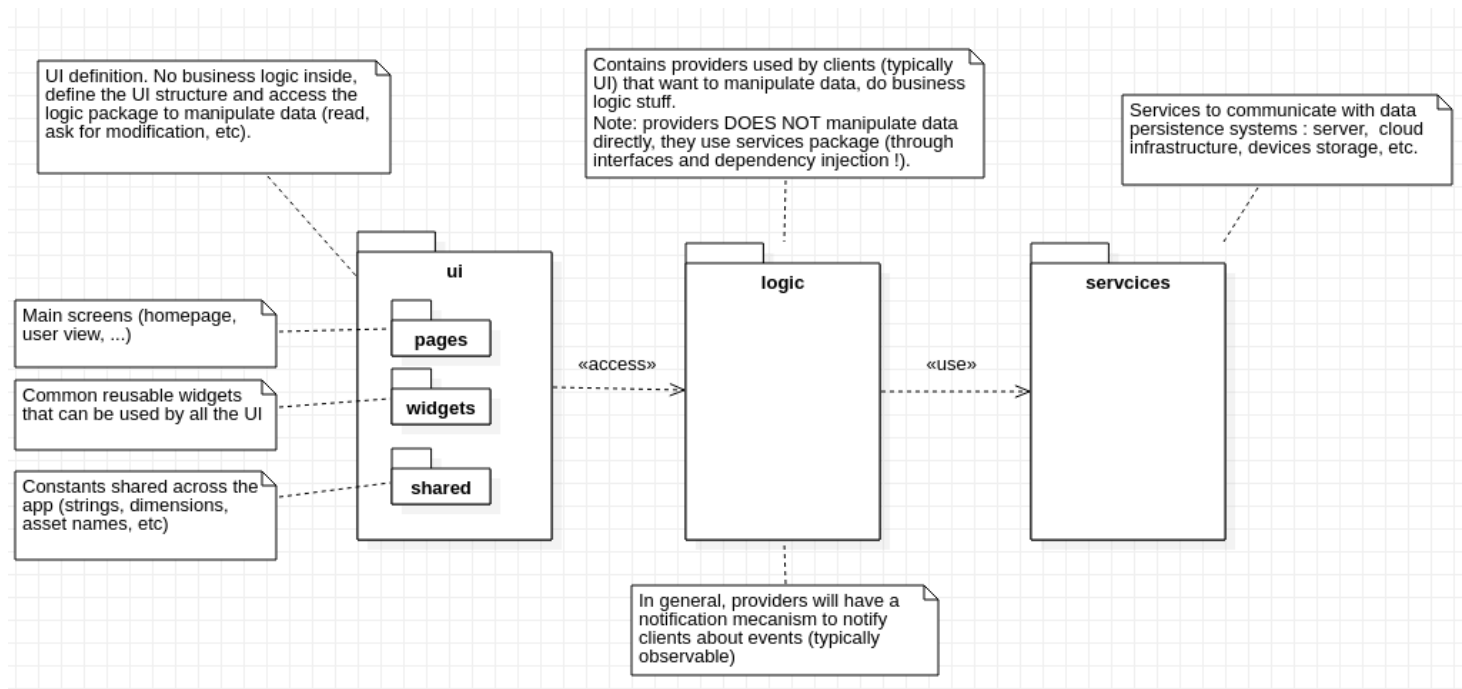 UI definition. No business logic inside,
define the UI structure and access the
logic package to manipulate data (read,
ask for modification, etc).
Contains providers used by clients (typically
UI) that want to manipulate data, do business
logic stuff.
Note: providers DOES NOT manipulate data
directly, they use services package (through
interfaces and dependency injection !).
Services to communicate with data
persistence systems : server,  cloud
infrastructure, devices storage, etc.
ui
logic
servcices
Main screens (homepage,
user view, ...)
pages
Common reusable widgets
that can be used by all the UI
widgets
Constants shared across the
app (strings, dimensions,
asset names, etc)
shared
«access»
«use»
In general, providers will have a
notification mecanism to notify
clients about events (typically
observable)